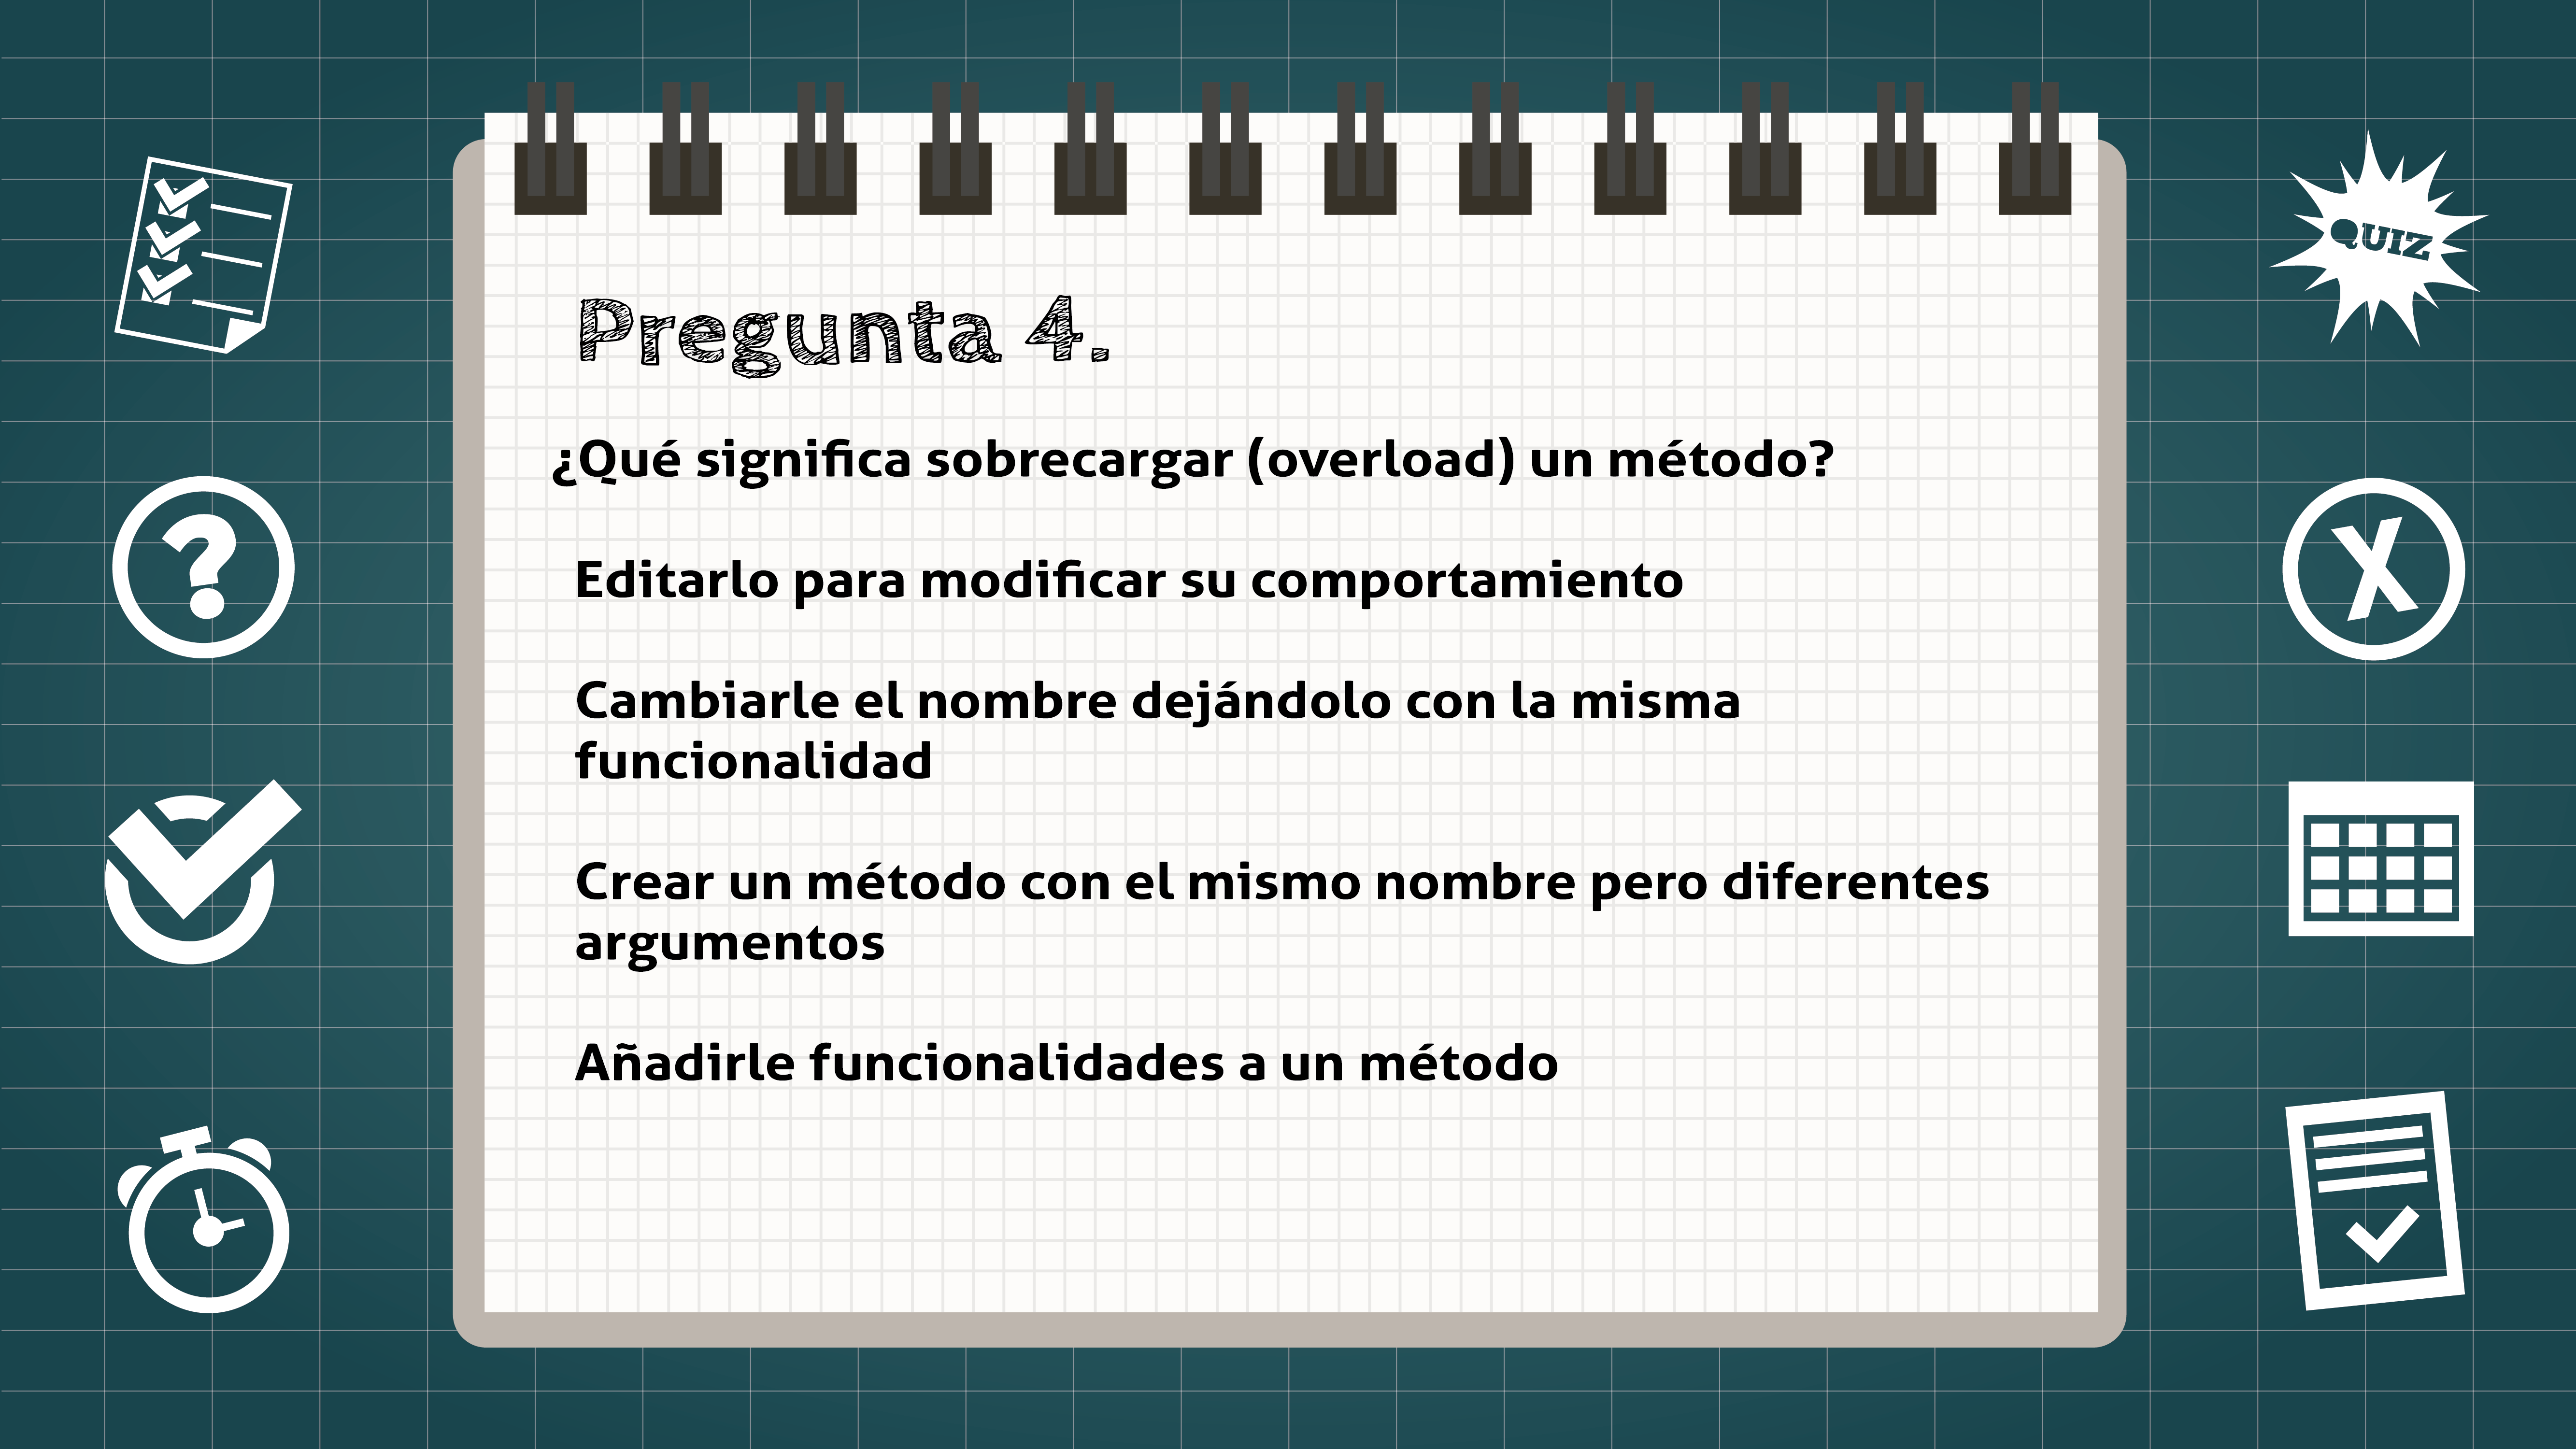 QUIZ
Pregunta 4.
¿Qué significa sobrecargar (overload) un método?
Editarlo para modificar su comportamiento
Cambiarle el nombre dejándolo con la misma
funcionalidad
Crear un método con el mismo nombre pero diferentes
argumentos
Añadirle funcionalidades a un método